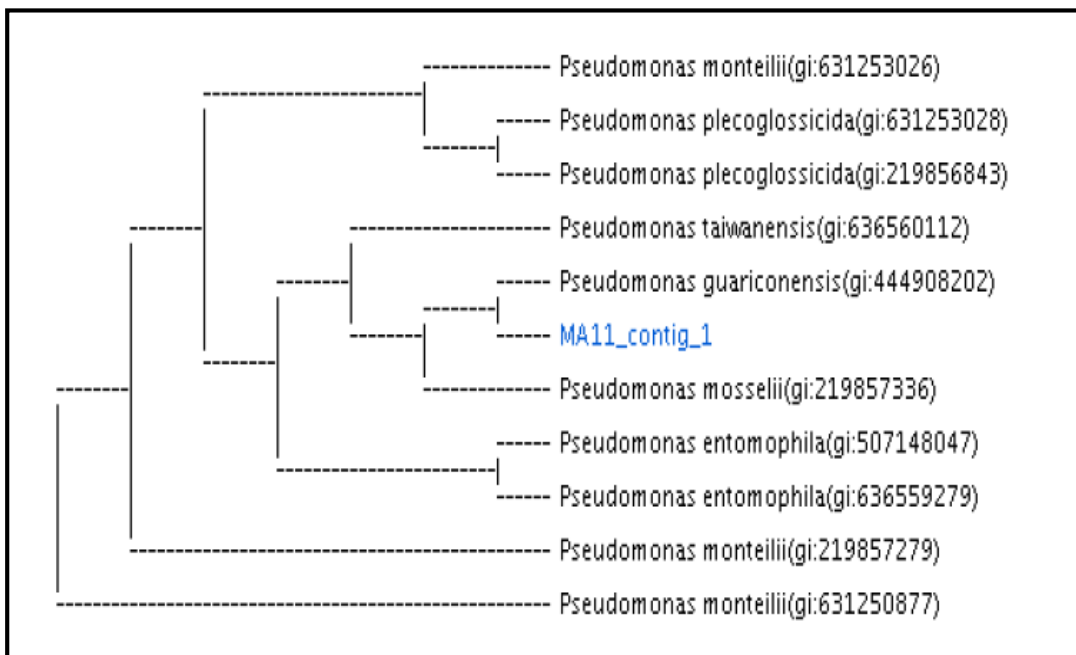 Pseudomonas monteilii(gi:631253026)
Pseudomonas plecoglossicida(gi:631253028)
Pseudomonas plecoglossicida(gi:219856843)
Pseudomonas taiwanensis(gi:636560112)
Pseudomonas guariconensis(gi:444908202)
MA11_contig_1
Pseudomonas mosselii(gi:219857336)
Pseudomonas entomophila(gi:507148047)
Pseudomonas entomophila(gi:636559279)
Pseudomonas monteilii(gi:219857279)
Pseudomonas monteilii(gi:631250877)